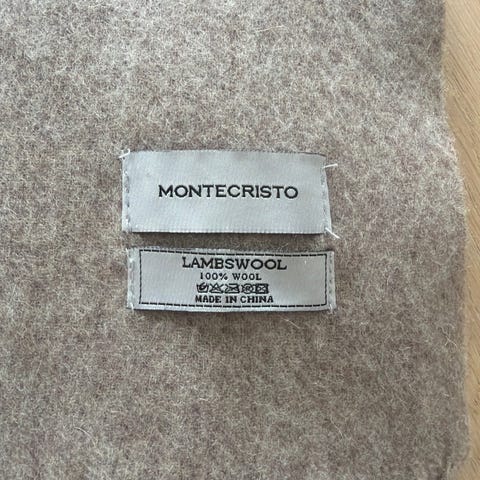 MONTECRISTO
LAMBSWOOL
100% WOOL
MADE IN CHINA